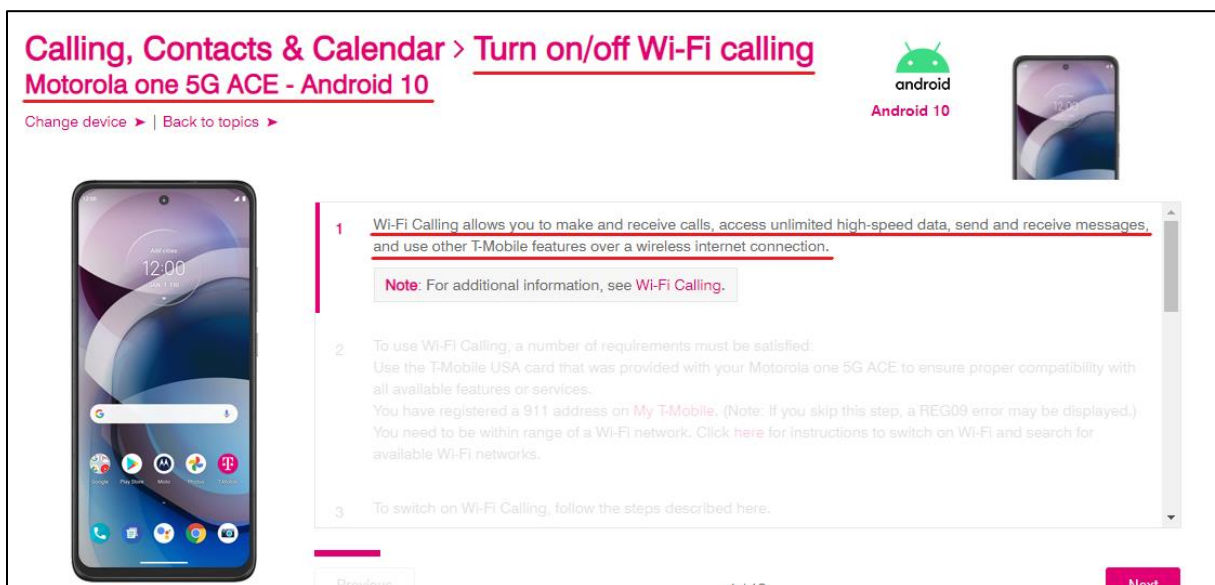 Calling, Contacts & Calendar > Turn on/off Wi-Fi calling
Motorola one 5G ACE - Android 10
Change device ➤ | Back to topics ➤
android
Android 10
12:00
1 Wi-Fi Calling allows you to make and receive calls, access unlimited high-speed data, send and receive messages,
and use other T-Mobile features over a wireless internet connection.
Note: For additional information, see Wi-Fi Calling.
2 To use Wi-Fi Calling, a number of requirements must be satisfied:
Use the T-Mobile USA card that was provided with your Motorola one 5G ACE to ensure proper compatibility with
all available features or services.
You have registered a 911 address on My T-Mobile. (Note: If you skip this step, a REG09 error may be displayed.)
You need to be within range of a Wi-Fi network. Click here for instructions to switch on Wi-Fi and search for
available Wi-Fi networks.
3 To switch on Wi-Fi Calling, follow the steps described here.
12:00
Google Play Store Moto Photos T-Mobile
Previous
Next